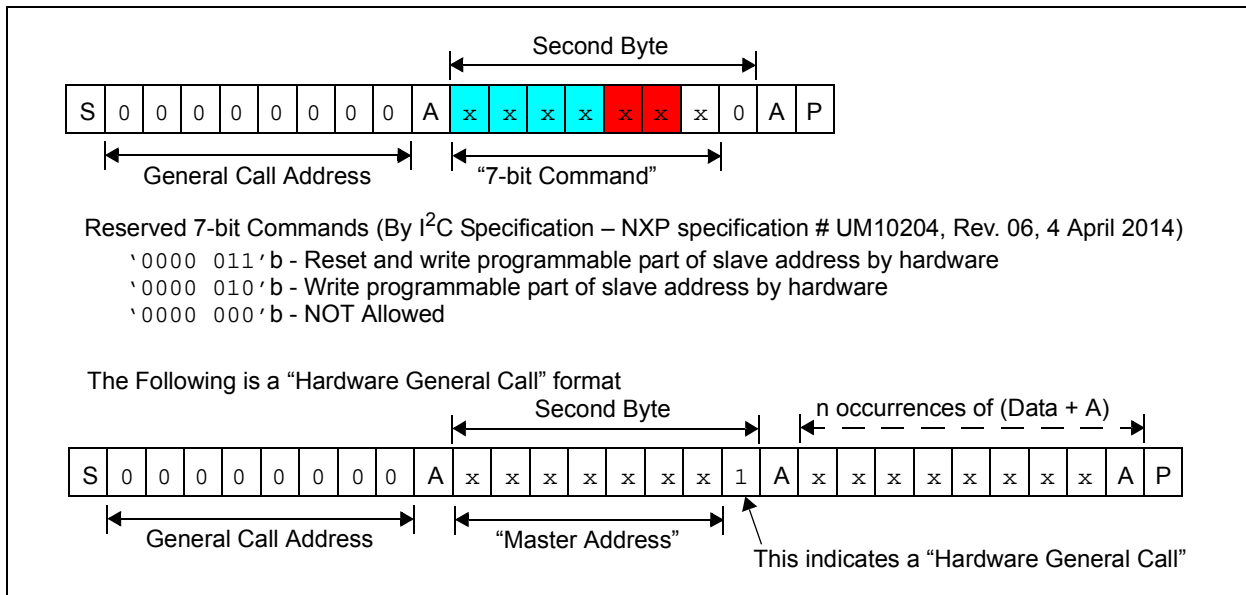 Second Byte
S 0 0 0 0 0 0 0 0 A x x x x x x x 0 A P
General Call Address “7-bit Command”
Reserved 7-bit Commands (By I2C Specification – NXP specification # UM10204, Rev. 06, 4 April 2014)
‘0000 011’b - Reset and write programmable part of slave address by hardware
‘0000 010’b - Write programmable part of slave address by hardware
‘0000 000’b - NOT Allowed
The Following is a “Hardware General Call” format
Second Byte n occurrences of (Data + A)
S 0 0 0 0 0 0 0 0 A x x x x x x x 1 A x x x x x x x x A P
General Call Address “Master Address”
This indicates a “Hardware General Call”